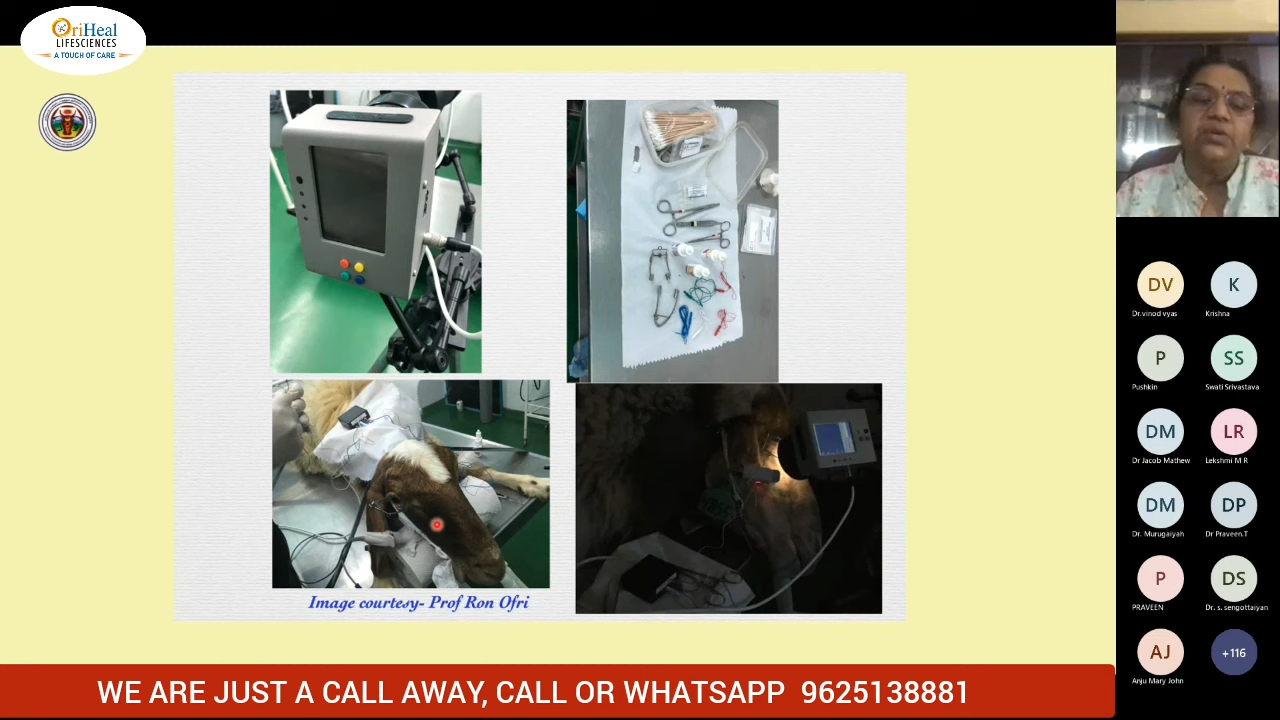 OriHeal
LIFESCIENCES
A TOUCH OF CARE
Image courtesy- Prof Ron Ofri
WE ARE JUST A CALL AWAY, CALL OR WHATSAPP 9625138881
DV
K
Dr.vinod vyas
Krishna
P
SS
Pushkin
Swati Srivastava
DM
LR
Dr Jacob Mathew
Lekshmi M R
DM
DP
Dr. Murugaiyah
Dr Praveen.T
P
DS
PRAVEEN
Dr. s. sengottaiyan
AJ
+116
Anju Mary John